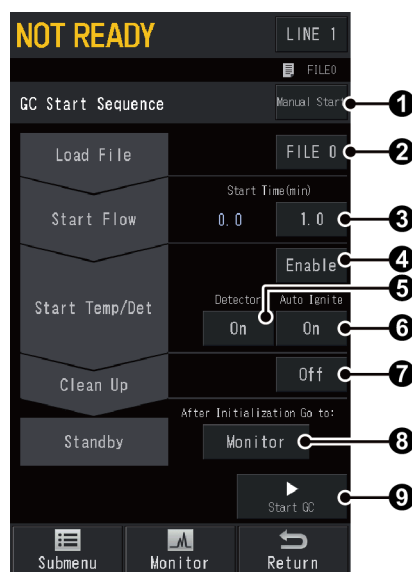 NOT READY LINE 1
FILE0
GC Start Sequence Manual Start 1
Load File FILE 0 2
Start Time(min)
Start Flow 0.0 1.0 3
Enable 4
5
Start Temp/Det Detector Auto Ignite
On On 6
Clean Up Off 7
After Initialization Go to:
Standby Monitor 8
Start GC 9
Submenu Monitor Return